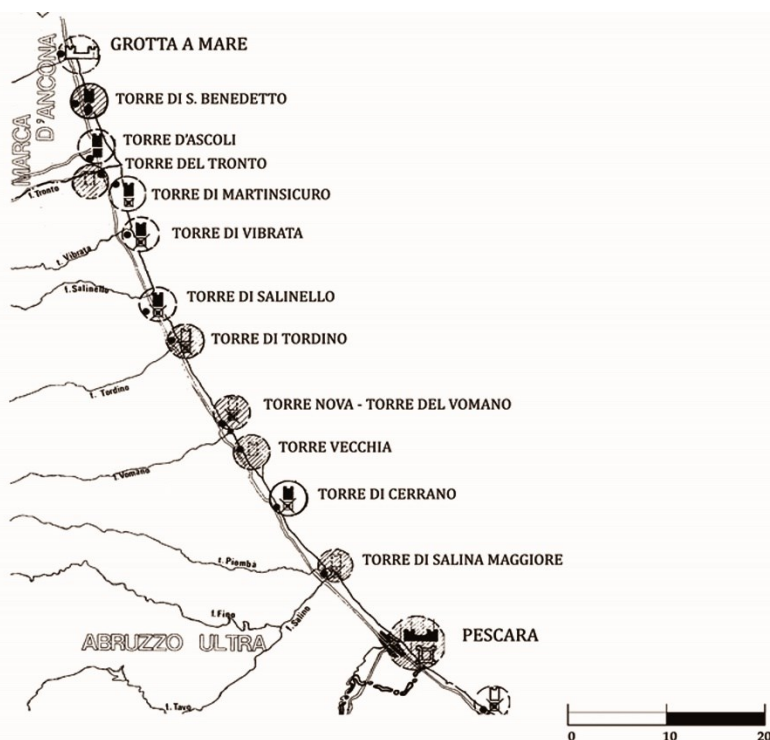 GROTTA A MARE
MARCA D'ANCONA
TORRE DI S. BENEDETTO
TORRE D'ASCOLI
TORRE DEL TRONTO
t. Tronto
TORRE DI MARTINSICURO
TORRE DI VIBRATA
t. Vibrata
t. Salinello
TORRE DI SALINELLO
TORRE DI TORDINO
t. Tordino
TORRE NOVA - TORRE DEL VOMANO
TORRE VECCHIA
t. Vomano
TORRE DI CERRANO
t. Piomba
TORRE DI SALINA MAGGIORE
t. Fino
t. Salino
ABRUZZO ULTRA
PESCARA
t. Tavo
0 10 20